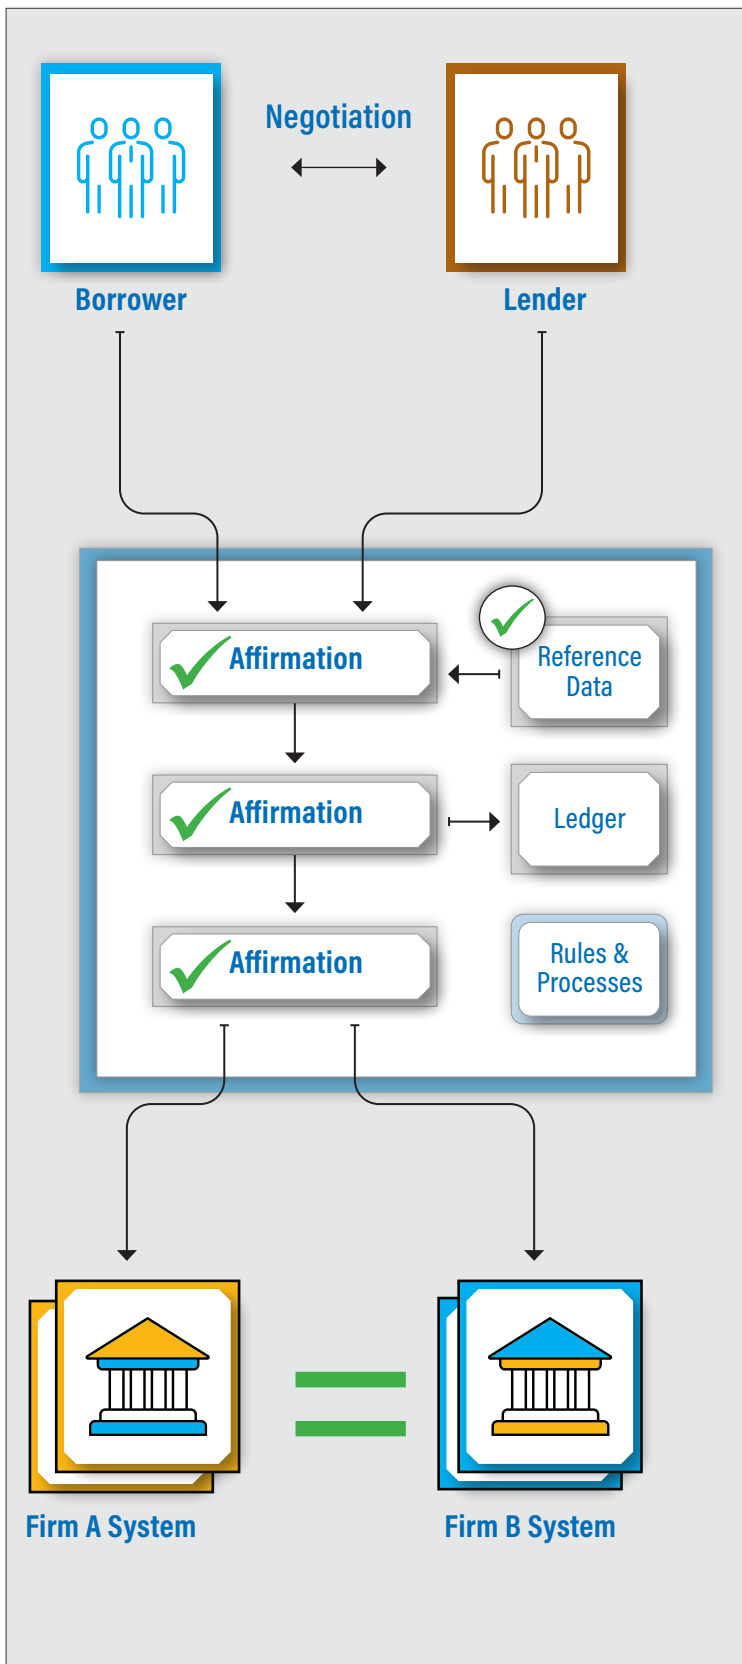 Negotiation
Borrower
Lender
Affirmation
Reference
Data
Affirmation
Ledger
Affirmation
Rules &
Processes
Firm A System
Firm B System